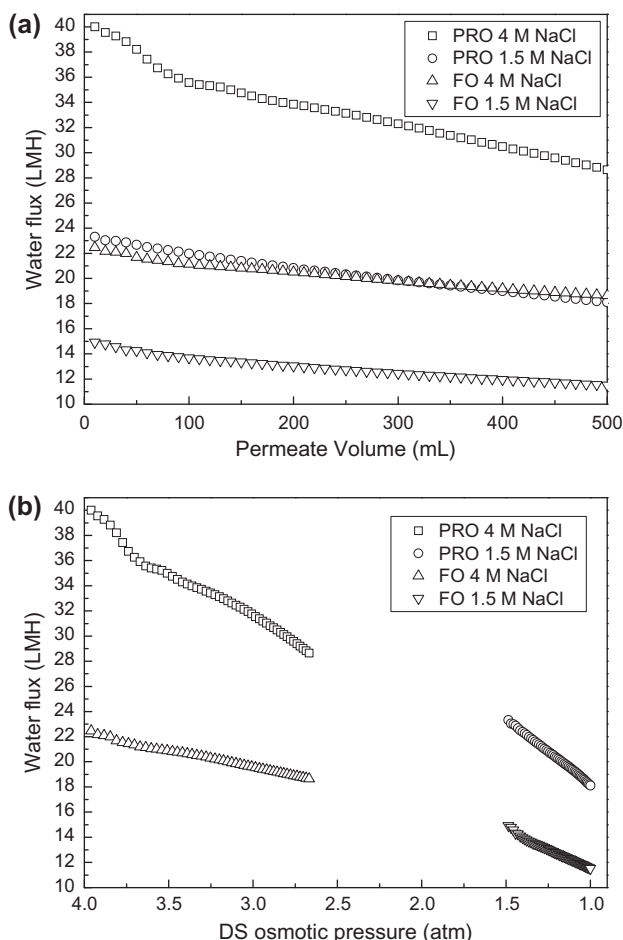 (a)
40
38
36
34
32
30
28
26
24
22
20
18
16
14
12
10
Water flux (LMH)
PRO 4 M NaCl
PRO 1.5 M NaCl
FO 4 M NaCl
FO 1.5 M NaCl
0 100 200 300 400 500
Permeate Volume (mL)
(b)
40
38
36
34
32
30
28
26
24
22
20
18
16
14
12
10
Water flux (LMH)
PRO 4 M NaCl
PRO 1.5 M NaCl
FO 4 M NaCl
FO 1.5 M NaCl
4.0 3.5 3.0 2.5 2.0 1.5 1.0
DS osmotic pressure (atm)